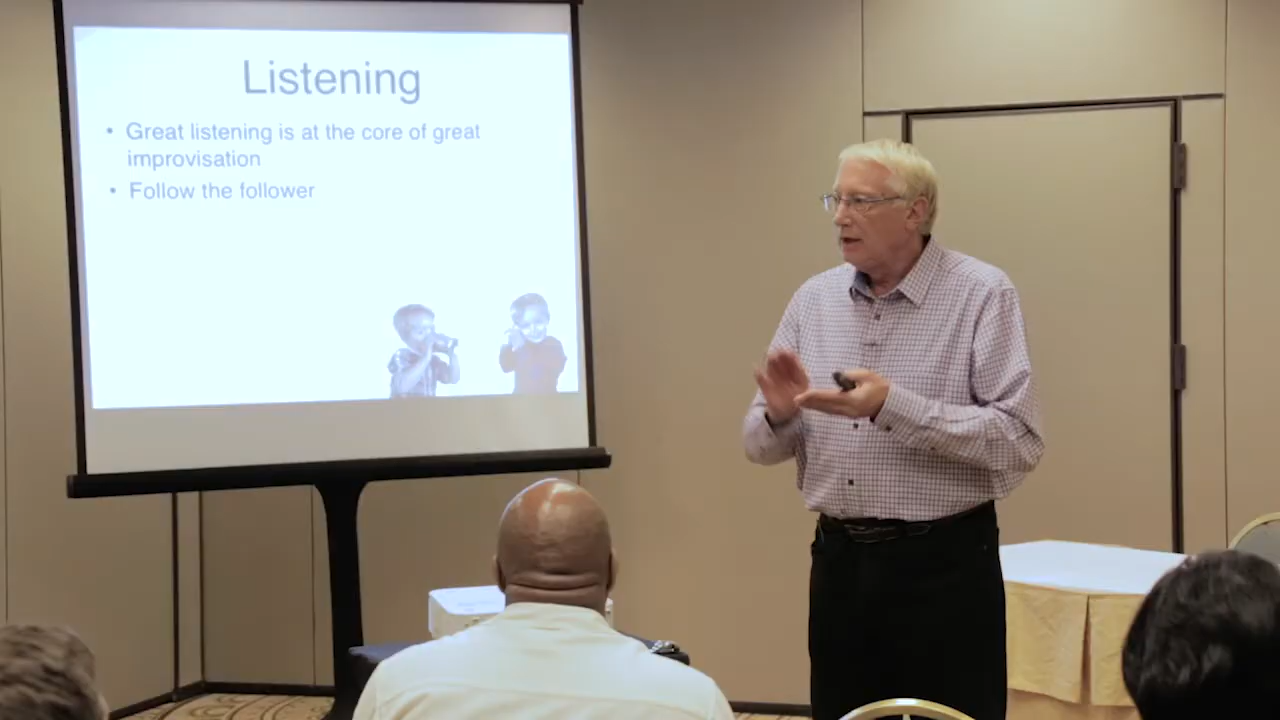 Listening
• Great listening is at the core of great
improvisation
• Follow the follower